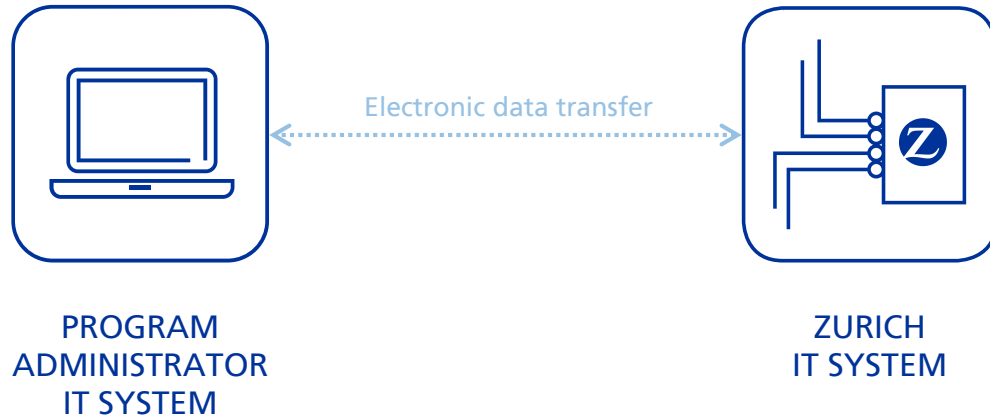 Electronic data transfer
Z
PROGRAM
ADMINISTRATOR
IT SYSTEM
ZURICH
IT SYSTEM